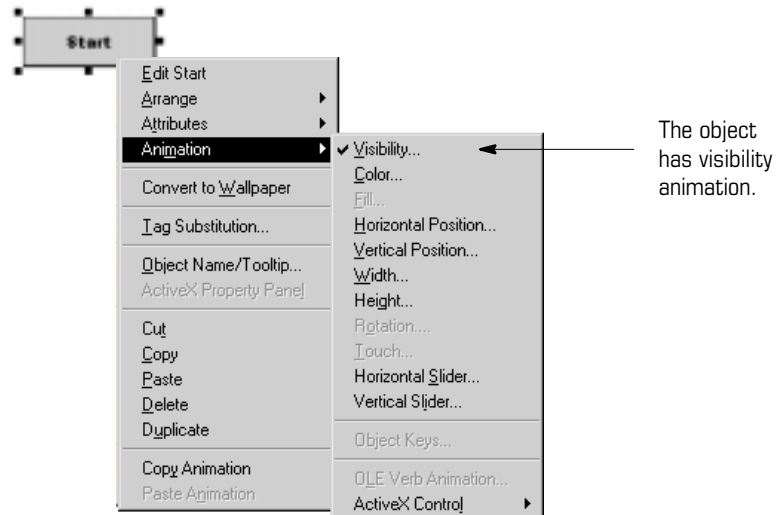 Start
Edit Start
Arrange
Attributes
Animation
Convert to Wallpaper
Tag Substitution...
Object Name/Tooltip...
ActiveX Property Panel
Cut
Copy
Paste
Delete
Duplicate
Copy Animation
Paste Animation
Visibility...
Color...
Fill...
Horizontal Position...
Vertical Position...
Width...
Height...
Rotation....
Touch...
Horizontal Slider...
Vertical Slider...
Object Keys...
OLE Verb Animation...
ActiveX Control
The object
has visibility
animation.